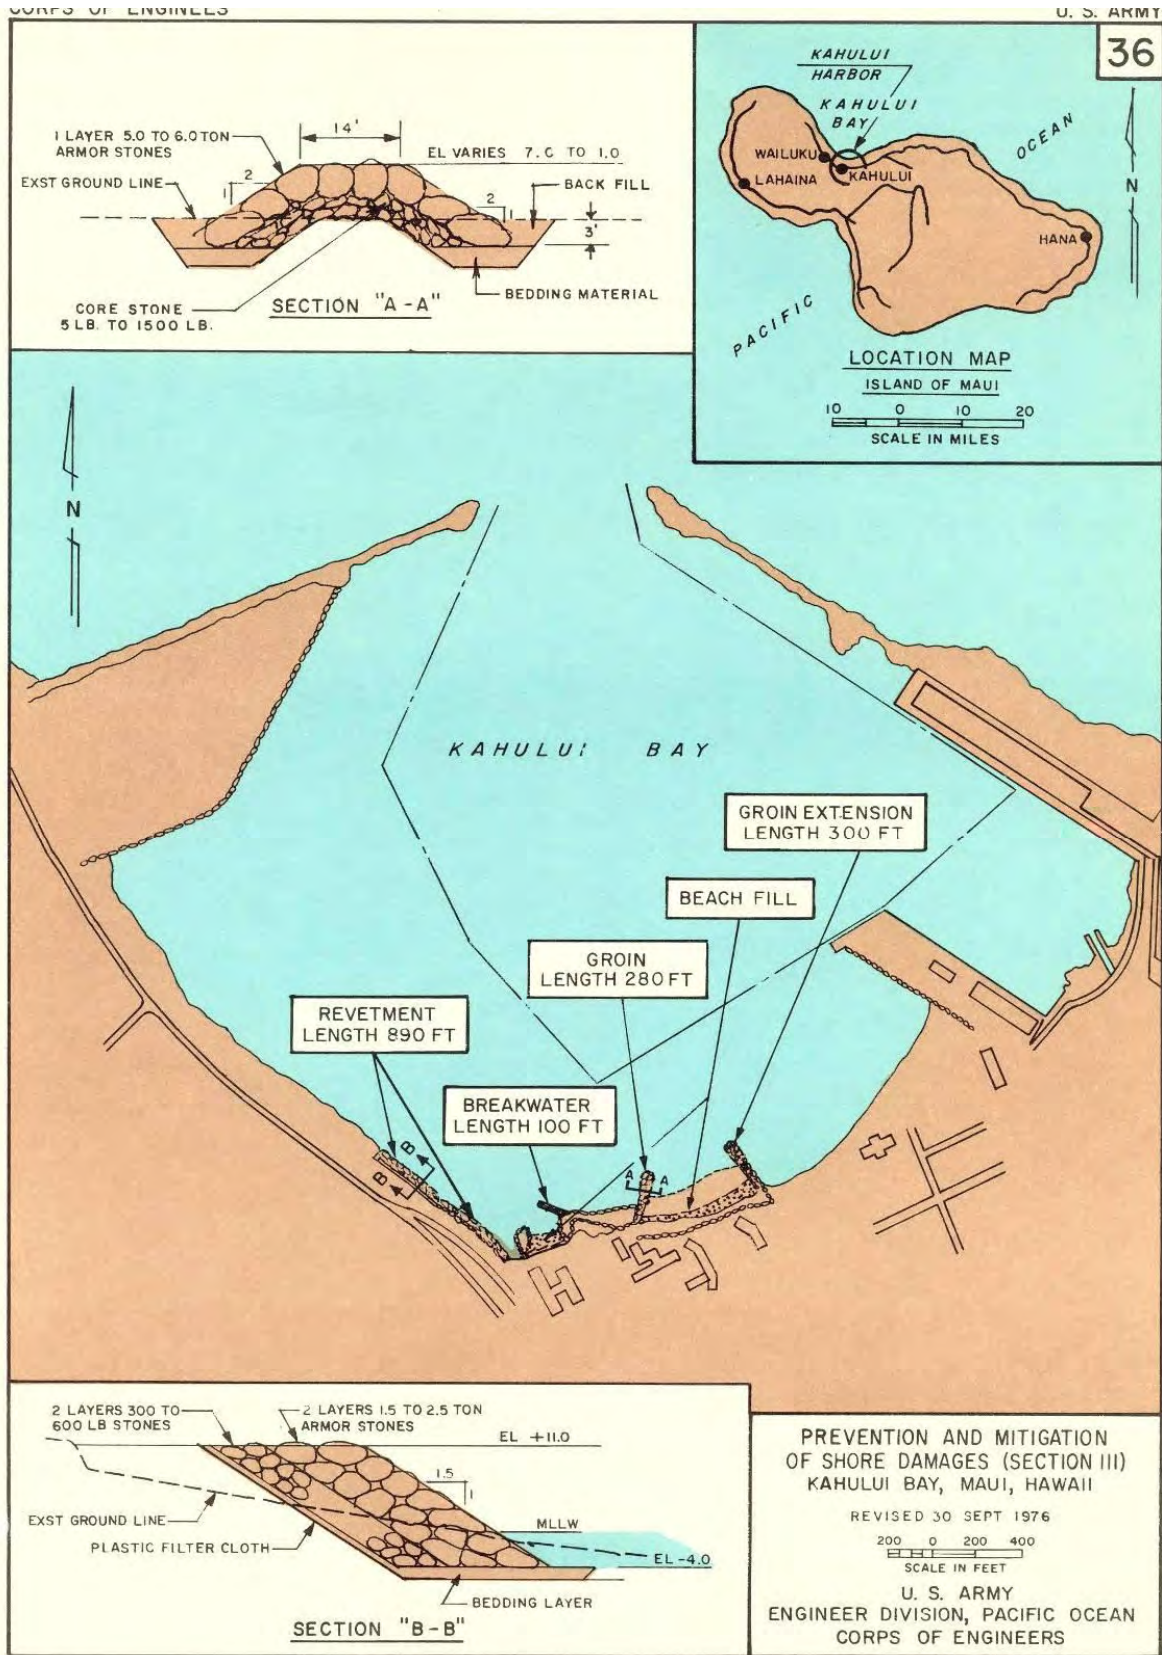 CORPS OF ENGINEERS
U. S. ARMY
36
1 LAYER 5.0 TO 6.0 TON
ARMOR STONES
14'
EL VARIES 7.0 TO 1.0
EXST GROUND LINE
2
1
2
1
BACK FILL
3'
CORE STONE
5 LB. TO 1500 LB.
SECTION "A-A"
BEDDING MATERIAL
KAHULUI
HARBOR
KAHULUI
BAY
OCEAN
WAILUKU
LAHAINA
KAHULUI
N
HANA
PACIFIC
LOCATION MAP
ISLAND OF MAUI
10 0 10 20
SCALE IN MILES
N
KAHULUI BAY
GROIN EXTENSION
LENGTH 300 FT
BEACH FILL
GROIN
LENGTH 280 FT
REVETMENT
LENGTH 890 FT
BREAKWATER
LENGTH 100 FT
B
B
A A
2 LAYERS 300 TO
600 LB STONES
2 LAYERS 1.5 TO 2.5 TON
ARMOR STONES
EL +11.0
1.5
1
EXST GROUND LINE
PLASTIC FILTER CLOTH
MLLW
EL -4.0
BEDDING LAYER
SECTION "B-B"
PREVENTION AND MITIGATION
OF SHORE DAMAGES (SECTION III)
KAHULUI BAY, MAUI, HAWAII
REVISED 30 SEPT 1976
200 0 200 400
SCALE IN FEET
U. S. ARMY
ENGINEER DIVISION, PACIFIC OCEAN
CORPS OF ENGINEERS